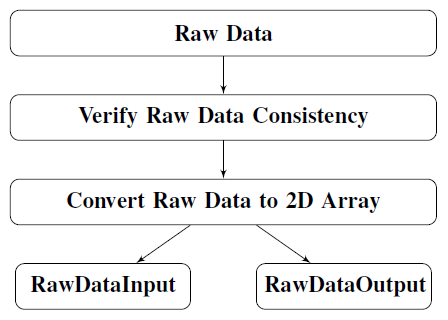 Raw Data
Verify Raw Data Consistency
Convert Raw Data to 2D Array
RawDataInput
RawDataOutput